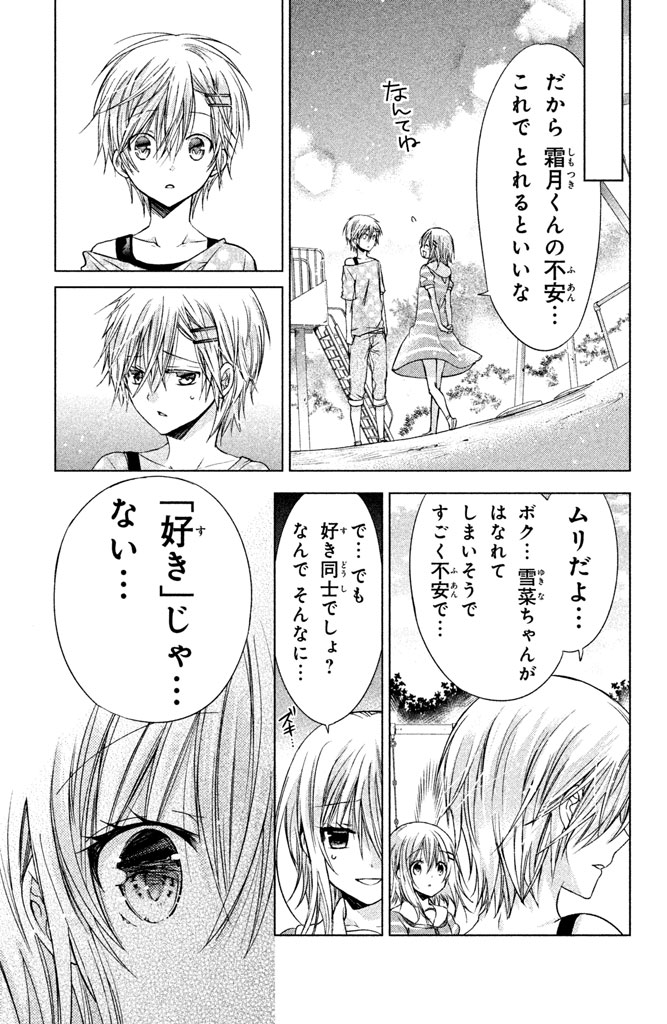 だから 霜月くんの不安…
これで とれるといいな
なんてね
ムリだよ…
ボク… 雪菜ちゃんが
はなれて
しまいそうで
すごく不安で…
で… でも
好き同士でしょ？
なんで そんなに…
ズキ…
「好き」じゃ…
ない…